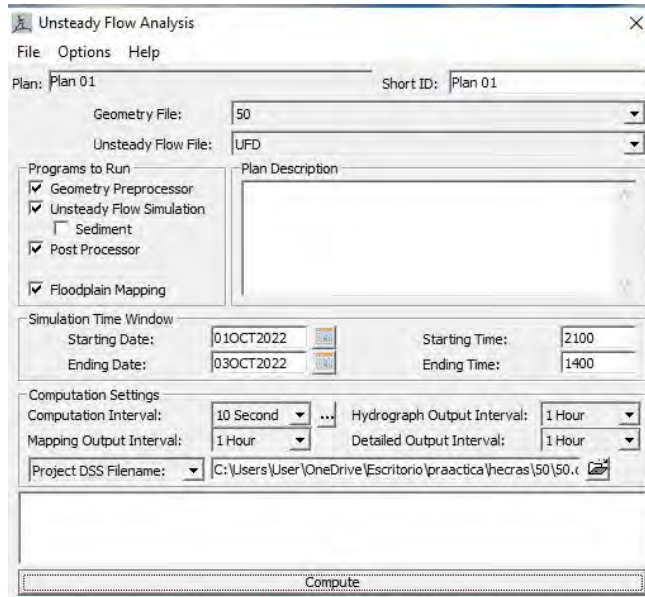 Unsteady Flow Analysis
File Options Help
Plan: Plan 01 Short ID: Plan 01
Geometry File: 50
Unsteady Flow File: UFD
Programs to Run Plan Description
Geometry Preprocessor
Unsteady Flow Simulation
Sediment
Post Processor
Floodplain Mapping
Simulation Time Window
Starting Date: 01OCT2022 Starting Time: 2100
Ending Date: 03OCT2022 Ending Time: 1400
Computation Settings
Computation Interval: 10 Second ... Hydrograph Output Interval: 1 Hour
Mapping Output Interval: 1 Hour Detailed Output Interval: 1 Hour
Project DSS Filename: C:\Users\User\OneDrive\Escritorio\praactica\hecras\50\50.
Compute